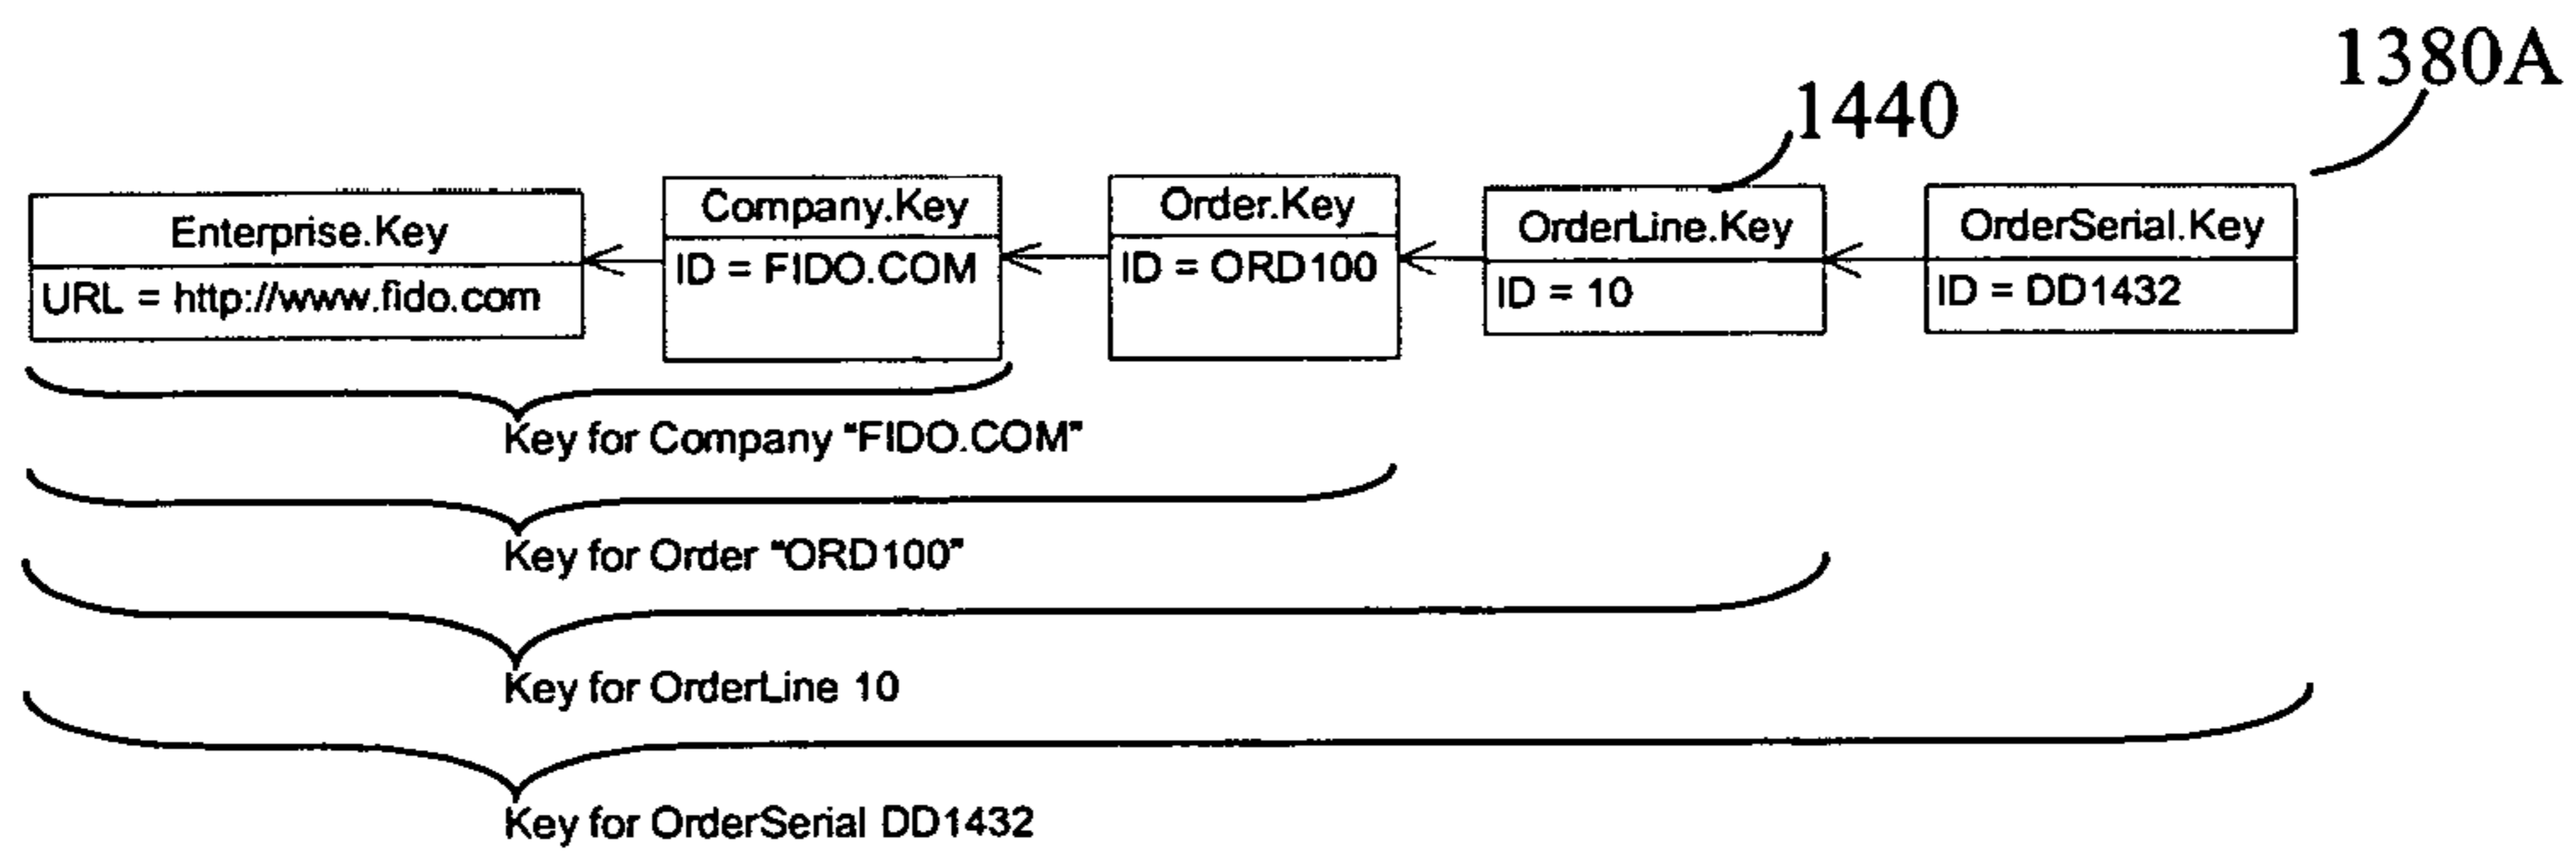 1380A
1440
Enterprise.Key
URL = http://www.fido.com
Company.Key
ID = FIDO.COM
Order.Key
ID = ORD100
OrderLine.Key
ID = 10
OrderSerial.Key
ID = DD1432
Key for Company "FIDO.COM"
Key for Order "ORD100"
Key for OrderLine 10
Key for OrderSerial DD1432